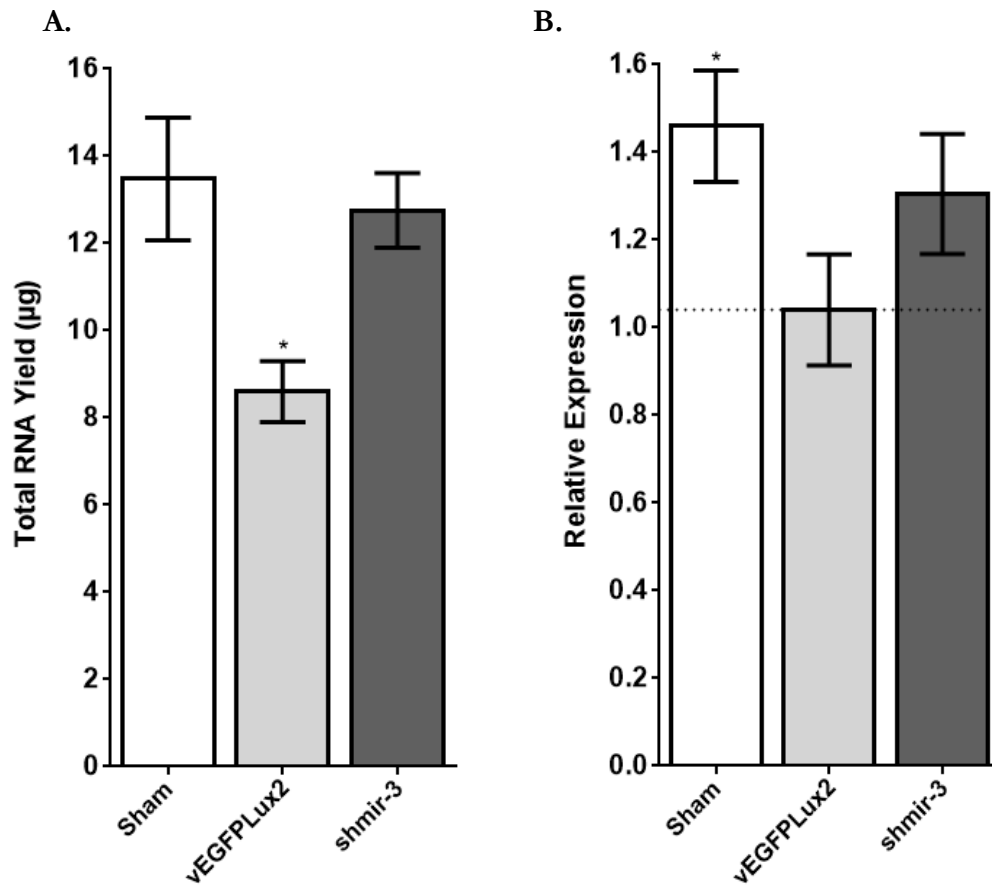 A.
Total RNA Yield (µg)
16
14
12
10
8
6
4
2
0
*
Sham
vEGFPLux2
shmir-3
B.
Relative Expression
1.6
1.4
1.2
1.0
0.8
0.6
0.4
0.2
0.0
*
Sham
vEGFPLux2
shmir-3